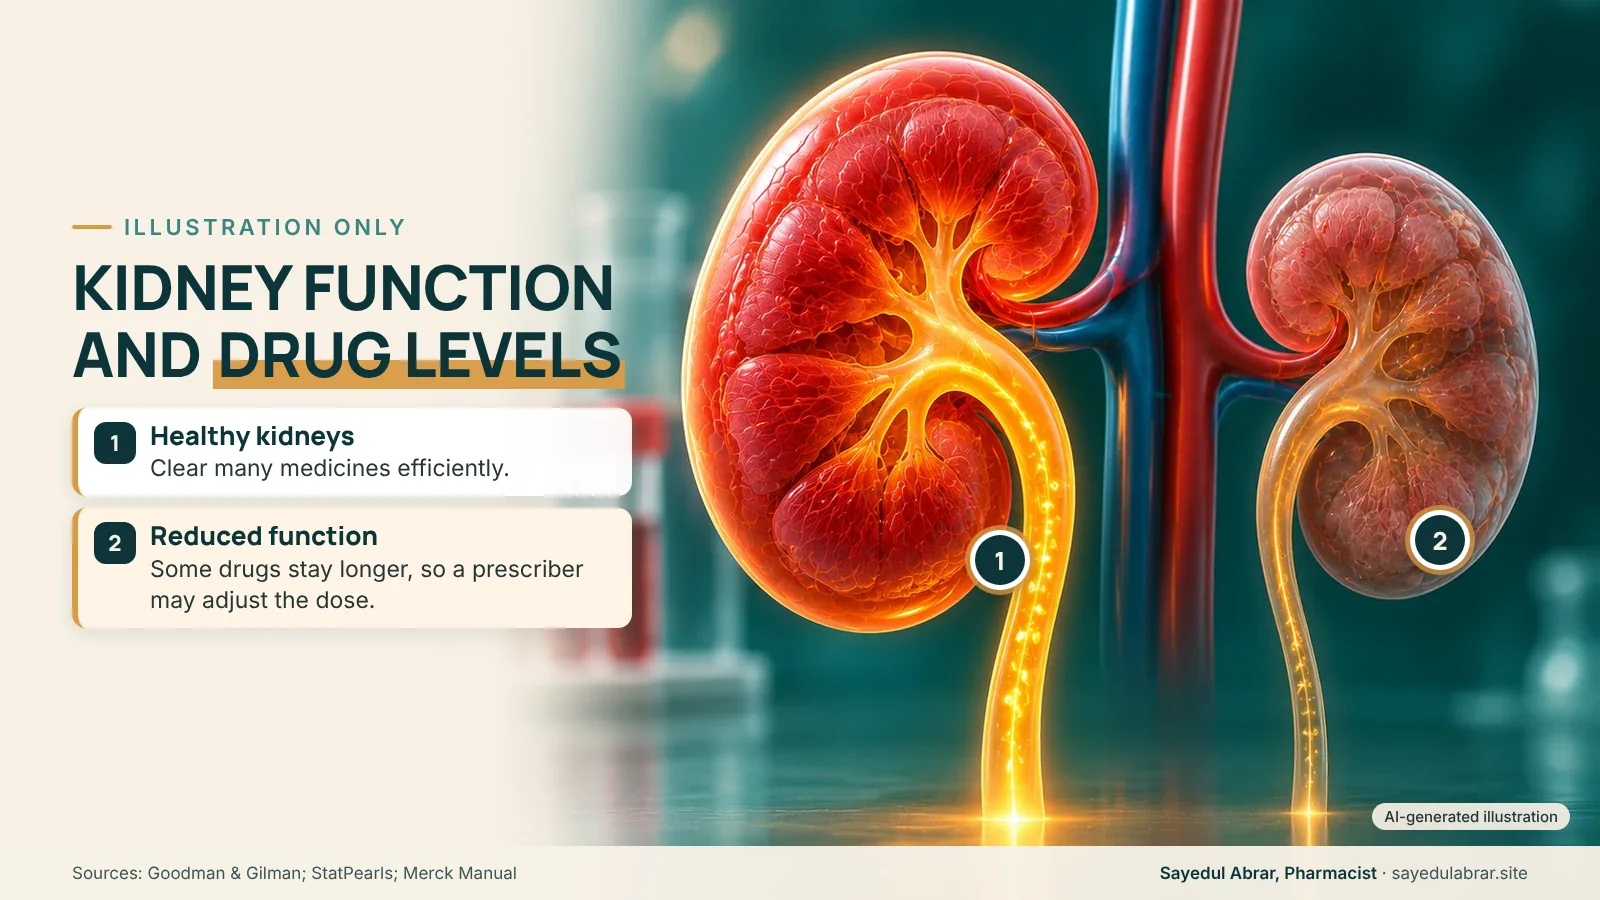 ILLUSTRATION ONLY
KIDNEY FUNCTION
AND DRUG LEVELS
1
Healthy kidneys
Clear many medicines efficiently.
2
Reduced function
Some drugs stay longer, so a prescriber
may adjust the dose.
1
2
AI-generated illustration
Sources: Goodman & Gilman; StatPearls; Merck Manual
Sayedul Abrar, Pharmacist · sayedulabrar.site